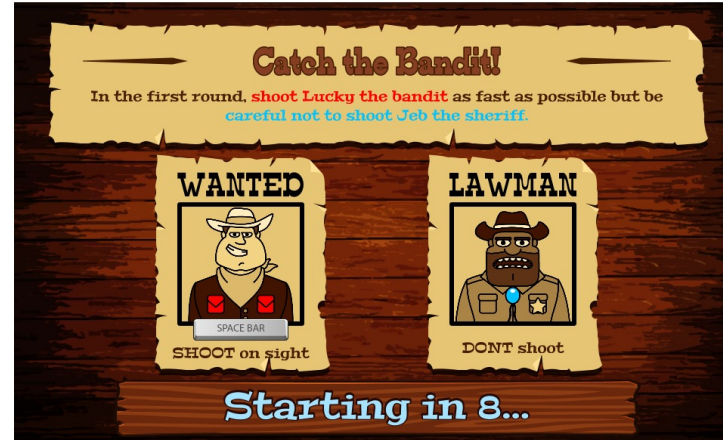 Catch the Bandit!
In the first round, shoot Lucky the bandit as fast as possible but be
careful not to shoot Jeb the sheriff.
WANTED
SPACE BAR
SHOOT on sight
LAWMAN
DONT shoot
Starting in 8...